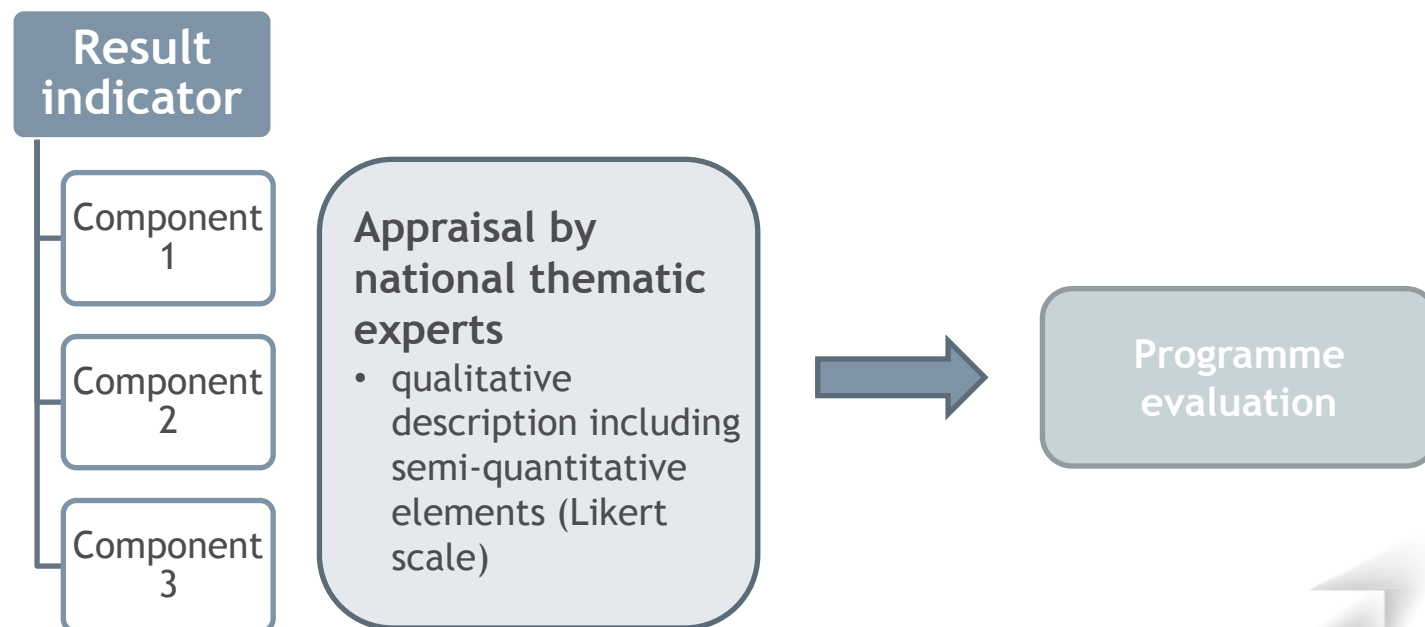 Result
indicator
Component
1
Component
2
Component
3
Appraisal by
national thematic
experts
• qualitative
description including
semi-quantitative
elements (Likert
scale)
Programme
evaluation